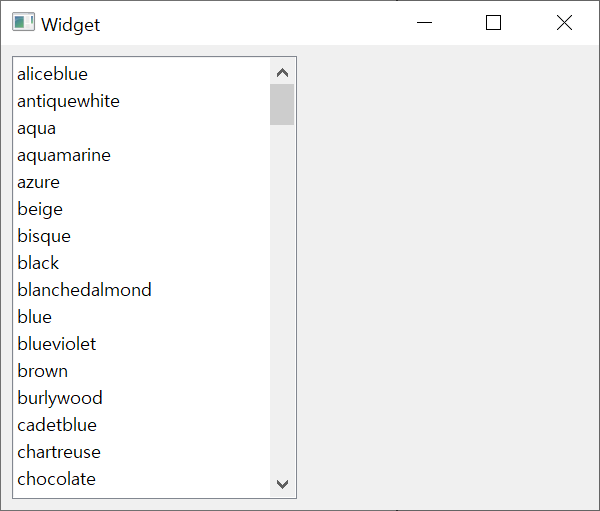 Widget
aliceblue
antiquewhite
aqua
aquamarine
azure
beige
bisque
black
blanchedalmond
blue
blueviolet
brown
burlywood
cadetblue
chartreuse
chocolate